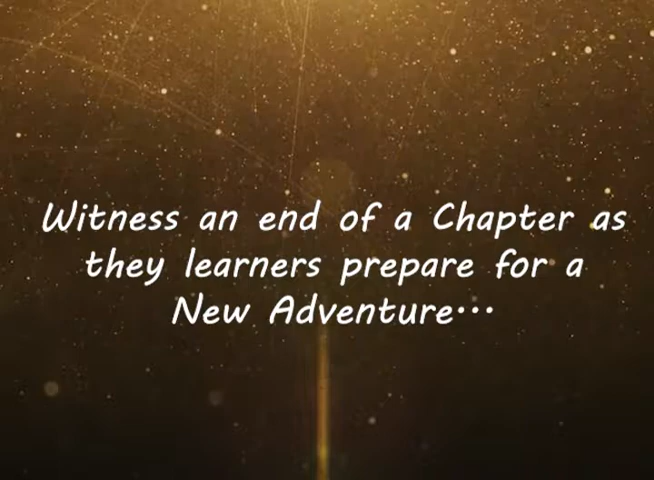 Witness an end of a Chapter as
they learners prepare for a
New Adventure...